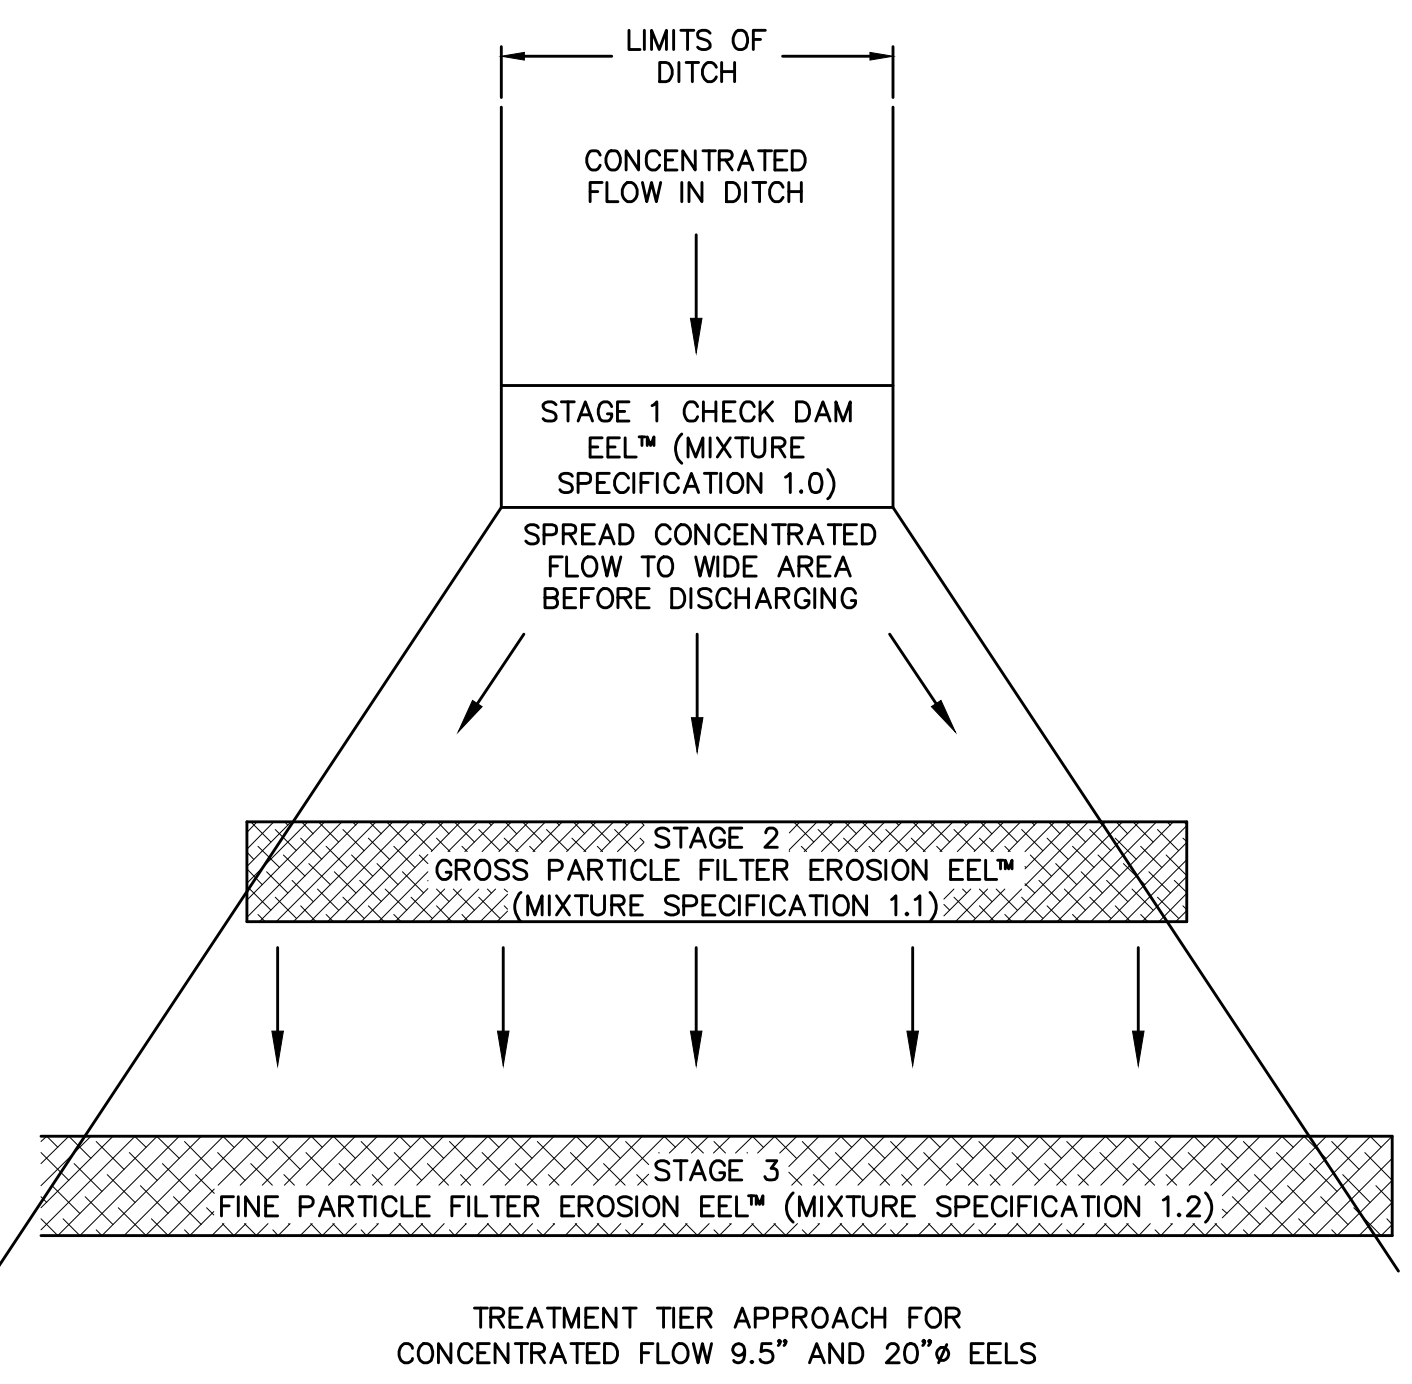 LIMITS OF
DITCH
CONCENTRATED
FLOW IN DITCH
STAGE 1 CHECK DAM
EEL™ (MIXTURE
SPECIFICATION 1.0)
SPREAD CONCENTRATED
FLOW TO WIDE AREA
BEFORE DISCHARGING
STAGE 2
GROSS PARTICLE FILTER EROSION EEL™
(MIXTURE SPECIFICATION 1.1)
STAGE 3
FINE PARTICLE FILTER EROSION EEL™ (MIXTURE SPECIFICATION 1.2)
TREATMENT TIER APPROACH FOR
CONCENTRATED FLOW 9.5” AND 20”ø EELS